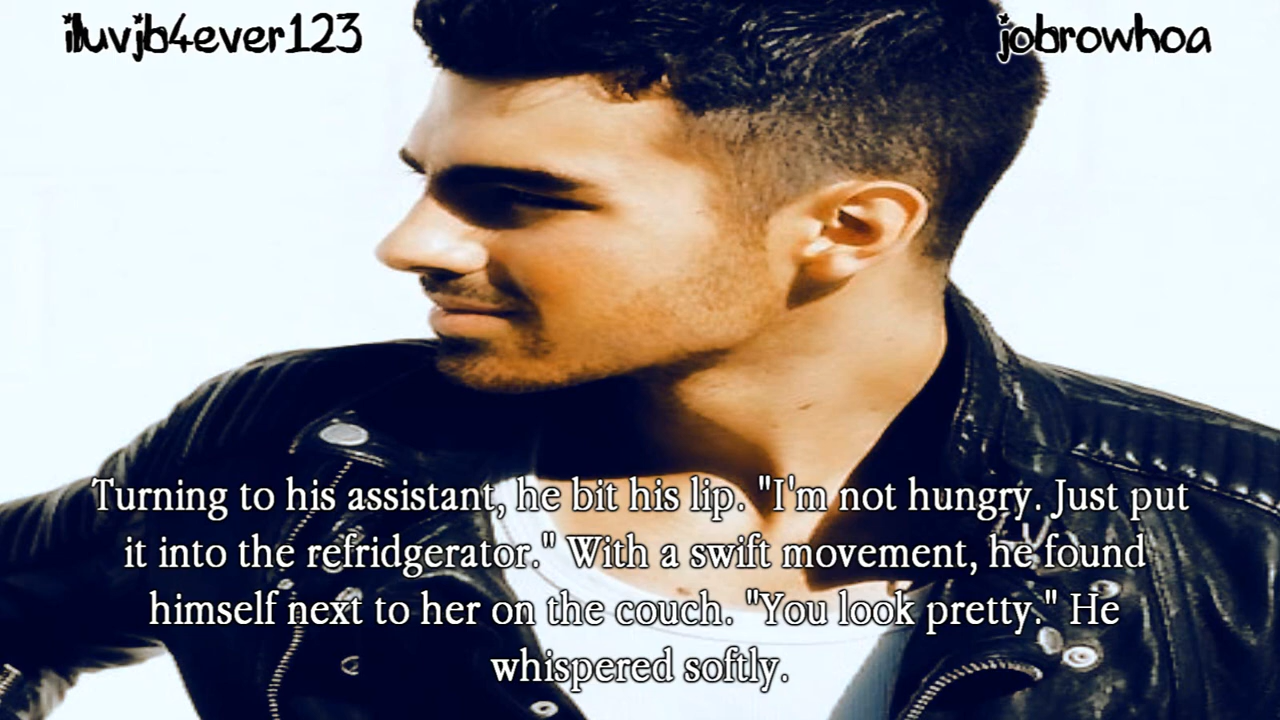 iluvjb4ever123
jobrowhoa
Turning to his assistant, he bit his lip. "I'm not hungry. Just put
it into the refridgerator." With a swift movement, he found
himself next to her on the couch. "You look pretty." He
whispered softly.